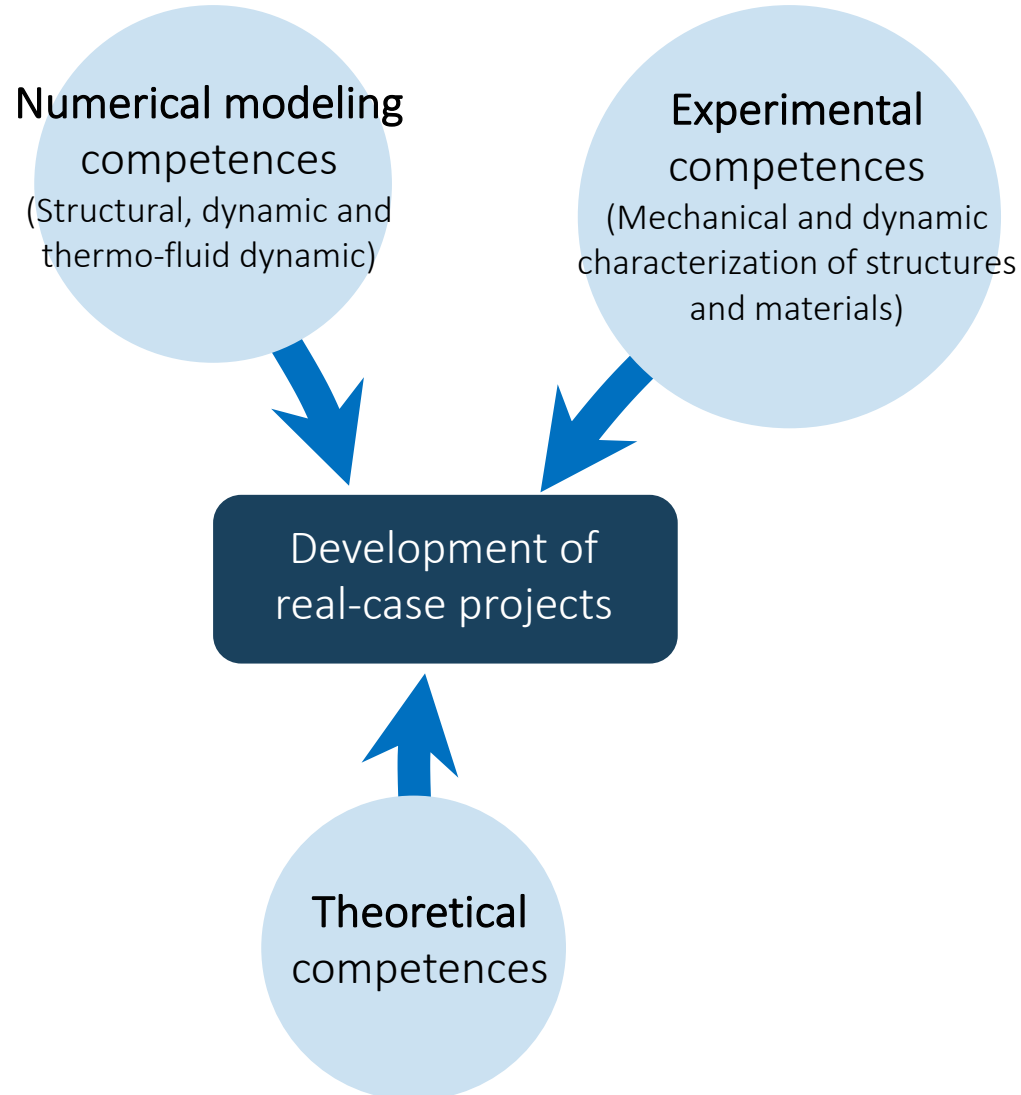 Numerical modeling
competences
(Structural, dynamic and
thermo-fluid dynamic)
Experimental
competences
(Mechanical and dynamic
characterization of structures
and materials)
Development of
real-case projects
Theoretical
competences